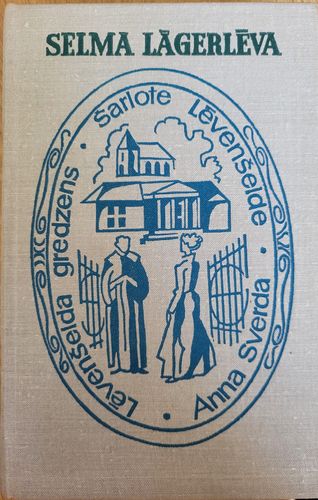 SELMA LĀGERLĒVA
Lēvenšelda gredzens •
Šarlote Lēvenšelde •
Anna Sverda •